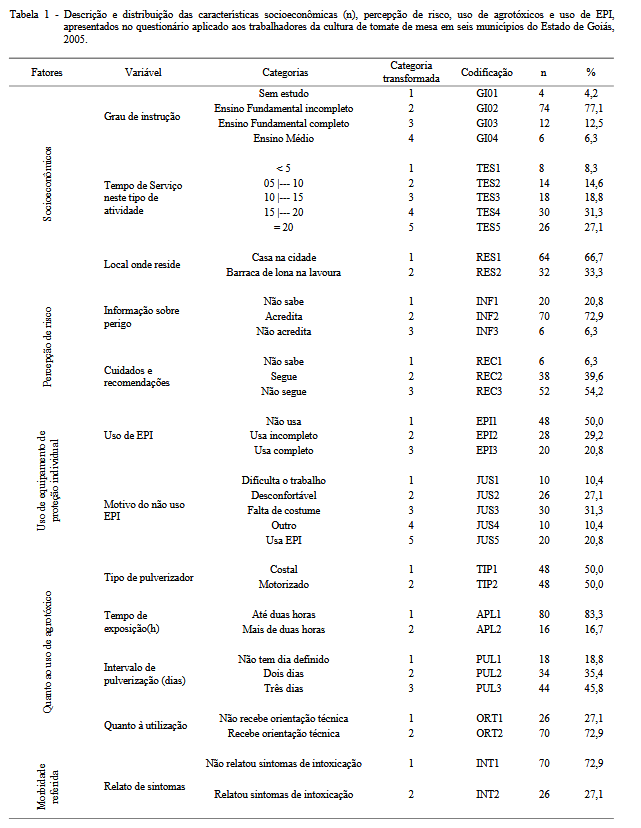 Tabela 1 - Descrição e distribuição das características socioeconômicas (n), percepção de risco, uso de agrotóxicos e uso de EPI,
apresentados no questionário aplicado aos trabalhadores da cultura de tomate de mesa em seis municípios do Estado de Goiás,
2005.
Fatores Variável Categorias Categoria transformada Codificação n %
Socioeconômicos
Grau de instrução
Sem estudo 1 GI01 4 4,2
Ensino Fundamental incompleto 2 GI02 74 77,1
Ensino Fundamental completo 3 GI03 12 12,5
Ensino Médio 4 GI04 6 6,3
Tempo de Serviço
neste tipo de
atividade
< 5 1 TES1 8 8,3
05 |--- 10 2 TES2 14 14,6
10 |--- 15 3 TES3 18 18,8
15 |--- 20 4 TES4 30 31,3
= 20 5 TES5 26 27,1
Local onde reside
Casa na cidade 1 RES1 64 66,7
Barraca de lona na lavoura 2 RES2 32 33,3
Percepção de risco
Informação sobre
perigo
Não sabe 1 INF1 20 20,8
Acredita 2 INF2 70 72,9
Não acredita 3 INF3 6 6,3
Cuidados e
recomendações
Não sabe 1 REC1 6 6,3
Segue 2 REC2 38 39,6
Não segue 3 REC3 52 54,2
Uso de equipamento de
proteção individual
Uso de EPI
Não usa 1 EPI1 48 50,0
Usa incompleto 2 EPI2 28 29,2
Usa completo 3 EPI3 20 20,8
Motivo do não uso
EPI
Dificulta o trabalho 1 JUS1 10 10,4
Desconfortável 2 JUS2 26 27,1
Falta de costume 3 JUS3 30 31,3
Outro 4 JUS4 10 10,4
Usa EPI 5 JUS5 20 20,8
Quanto ao uso de agrotóxico
Tipo de pulverizador
Costal 1 TIP1 48 50,0
Motorizado 2 TIP2 48 50,0
Tempo de
exposição(h)
Até duas horas 1 APL1 80 83,3
Mais de duas horas 2 APL2 16 16,7
Intervalo de
pulverização (dias)
Não tem dia definido 1 PUL1 18 18,8
Dois dias 2 PUL2 34 35,4
Três dias 3 PUL3 44 45,8
Quanto à utilização
Não recebe orientação técnica 1 ORT1 26 27,1
Recebe orientação técnica 2 ORT2 70 72,9
Morbidade
referida
Relato de sintomas
Não relatou sintomas de intoxicação 1 INT1 70 72,9
Relatou sintomas de intoxicação 2 INT2 26 27,1